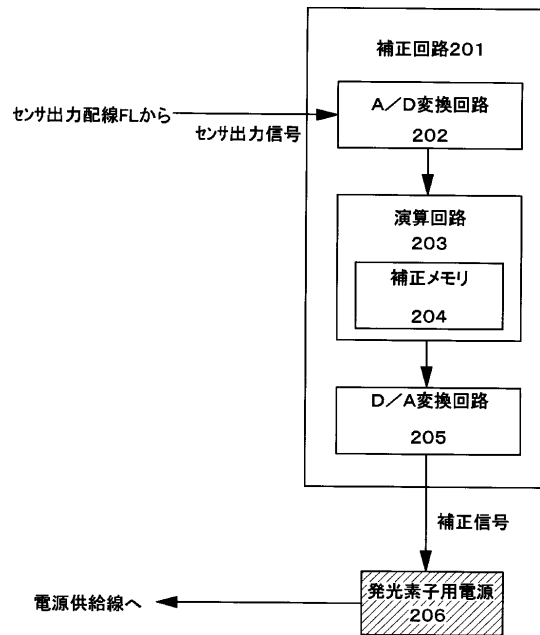 補正回路201
A／D変換回路
202
センサ出力配線FLから
センサ出力信号
演算回路
203
補正メモリ
204
D／A変換回路
205
補正信号
発光素子用電源
206
電源供給線へ